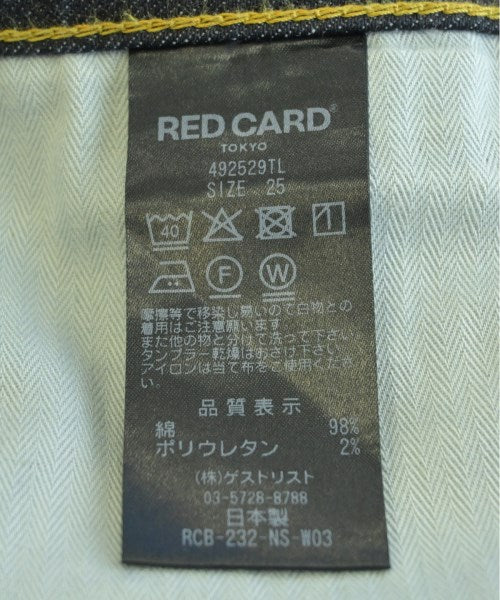 RED CARD®
TOKYO
492529TL
SIZE 25
40
F W
摩擦等で移染し易いので白物との
着用はご注意願います
また他の物と分けて洗って下さい
タンブラー乾燥はおさけ下さい
アイロンは当て布をご使用くださ
い
品質表示
綿 98%
ポリウレタン 2%
(株)ゲストリスト
03-5728-8788
日本製
RCB-232-NS-W03